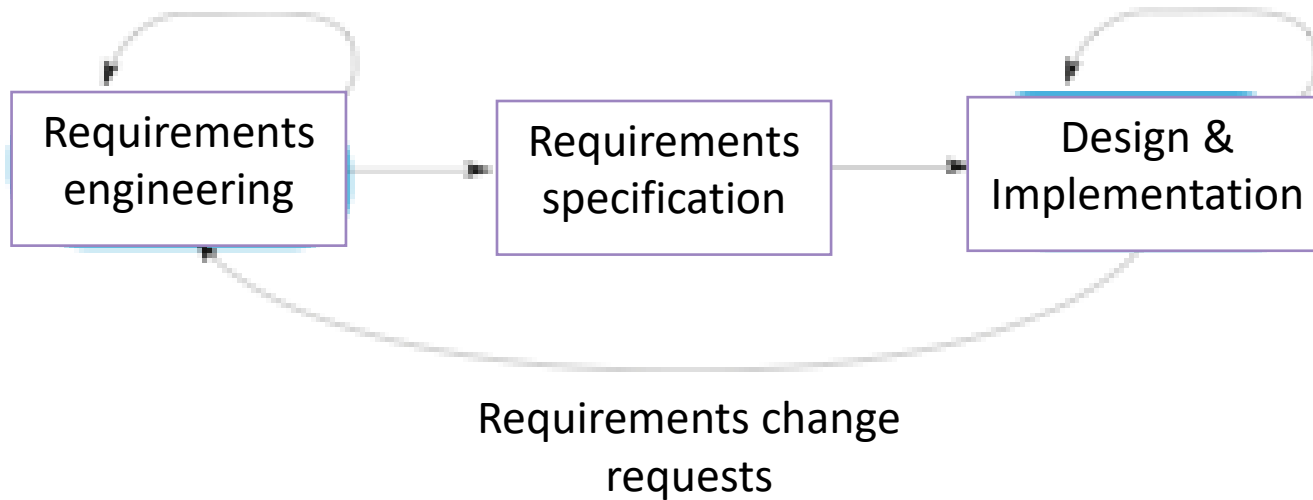 Requirements
engineering
Requirements
specification
Design &
Implementation
Requirements change
requests